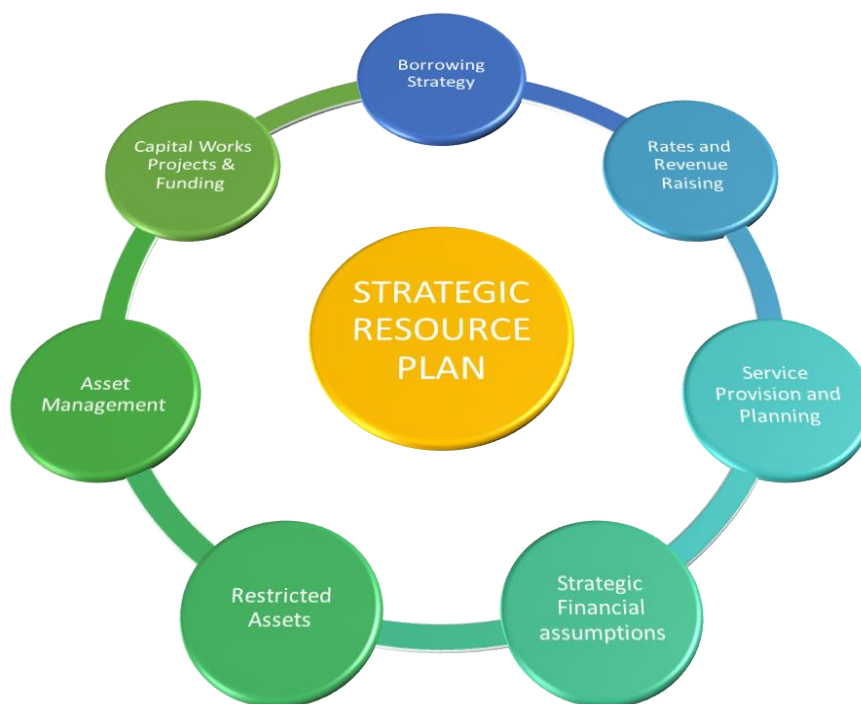 Borrowing
Strategy
Rates and
Revenue
Raising
Service
Provision and
Planning
Strategic
Financial
assumptions
Restricted
Assets
Asset
Management
Capital Works
Projects &
Funding
STRATEGIC
RESOURCE
PLAN